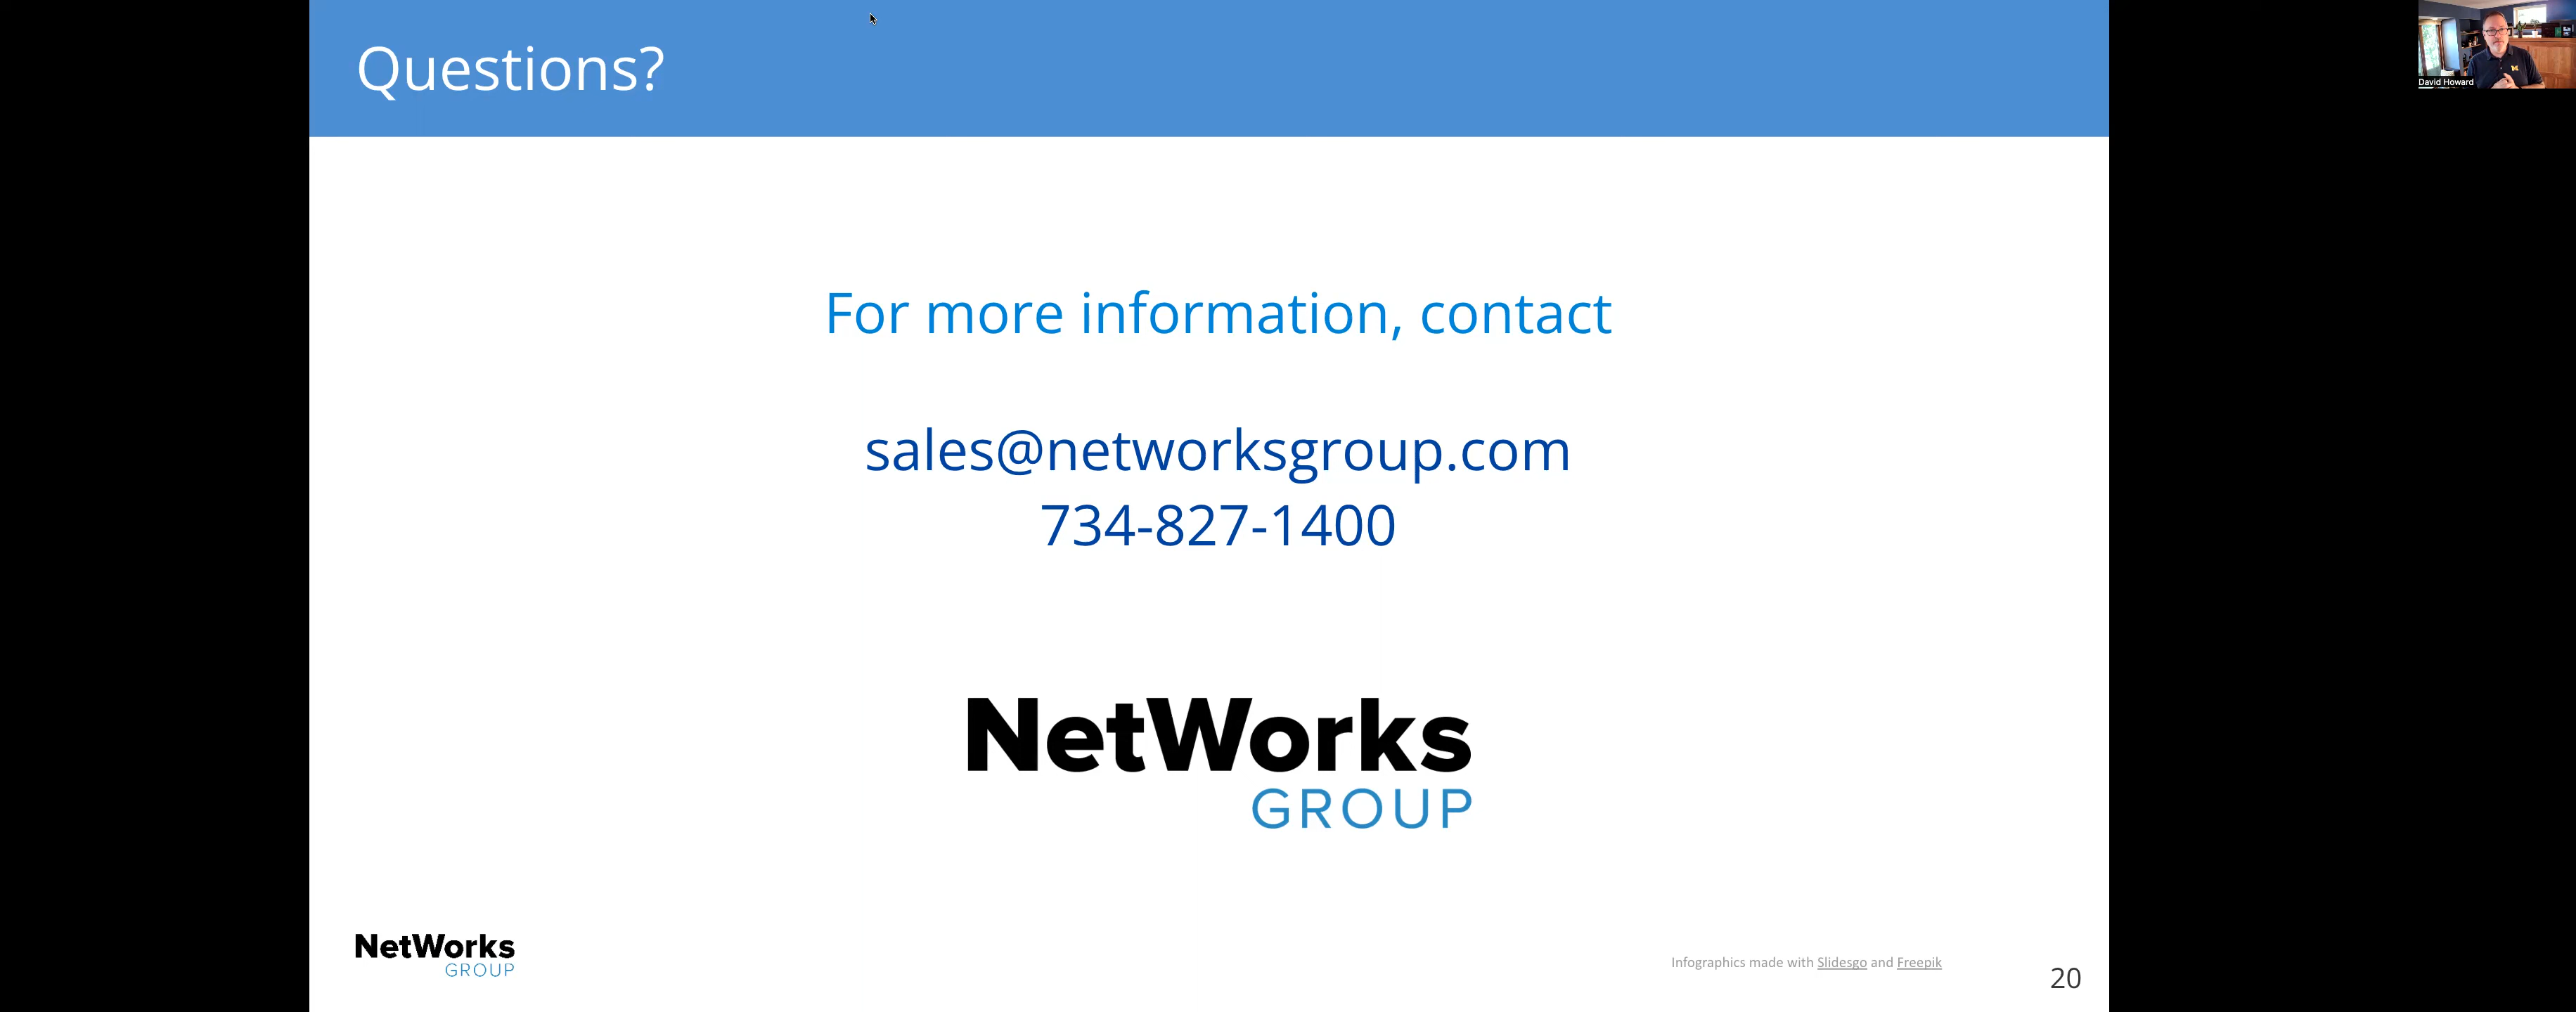 Questions?
David Howard
For more information, contact
sales@networksgroup.com
734-827-1400
NetWorks
GROUP
NetWorks
GROUP
Infographics made with Slidesgo and Freepik
20